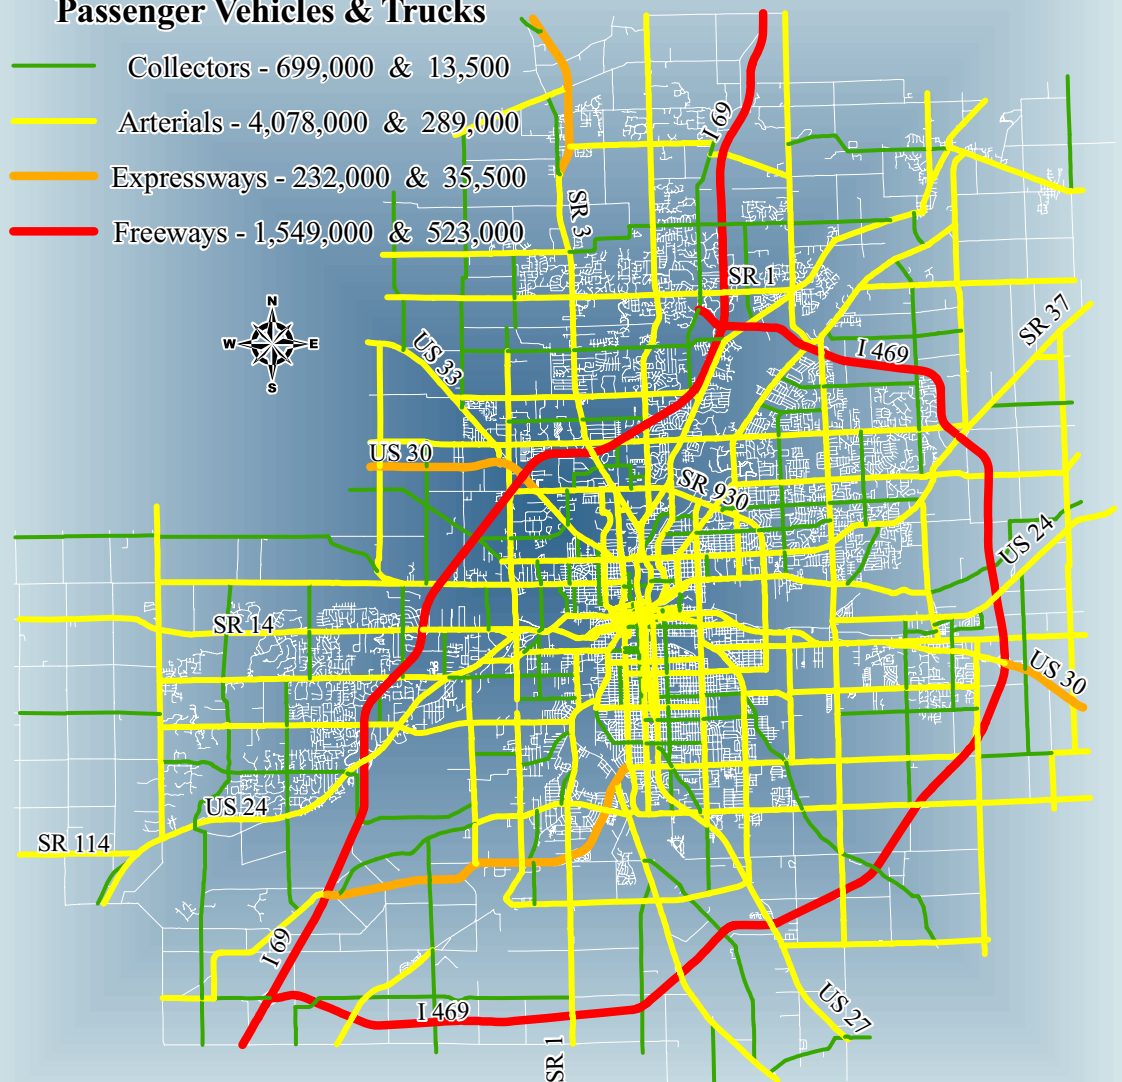 Passenger Vehicles & Trucks
Collectors - 699,000 & 13,500
Arterials - 4,078,000 & 289,000
Expressways - 232,000 & 35,500
Freeways - 1,549,000 & 523,000
I 69
SR 3
SR 1
N
W E
S
US 33
I 469
SR 37
US 30
SR 930
US 24
SR 14
US 30
US 24
SR 114
I 69
I 469
US 27
SR 1